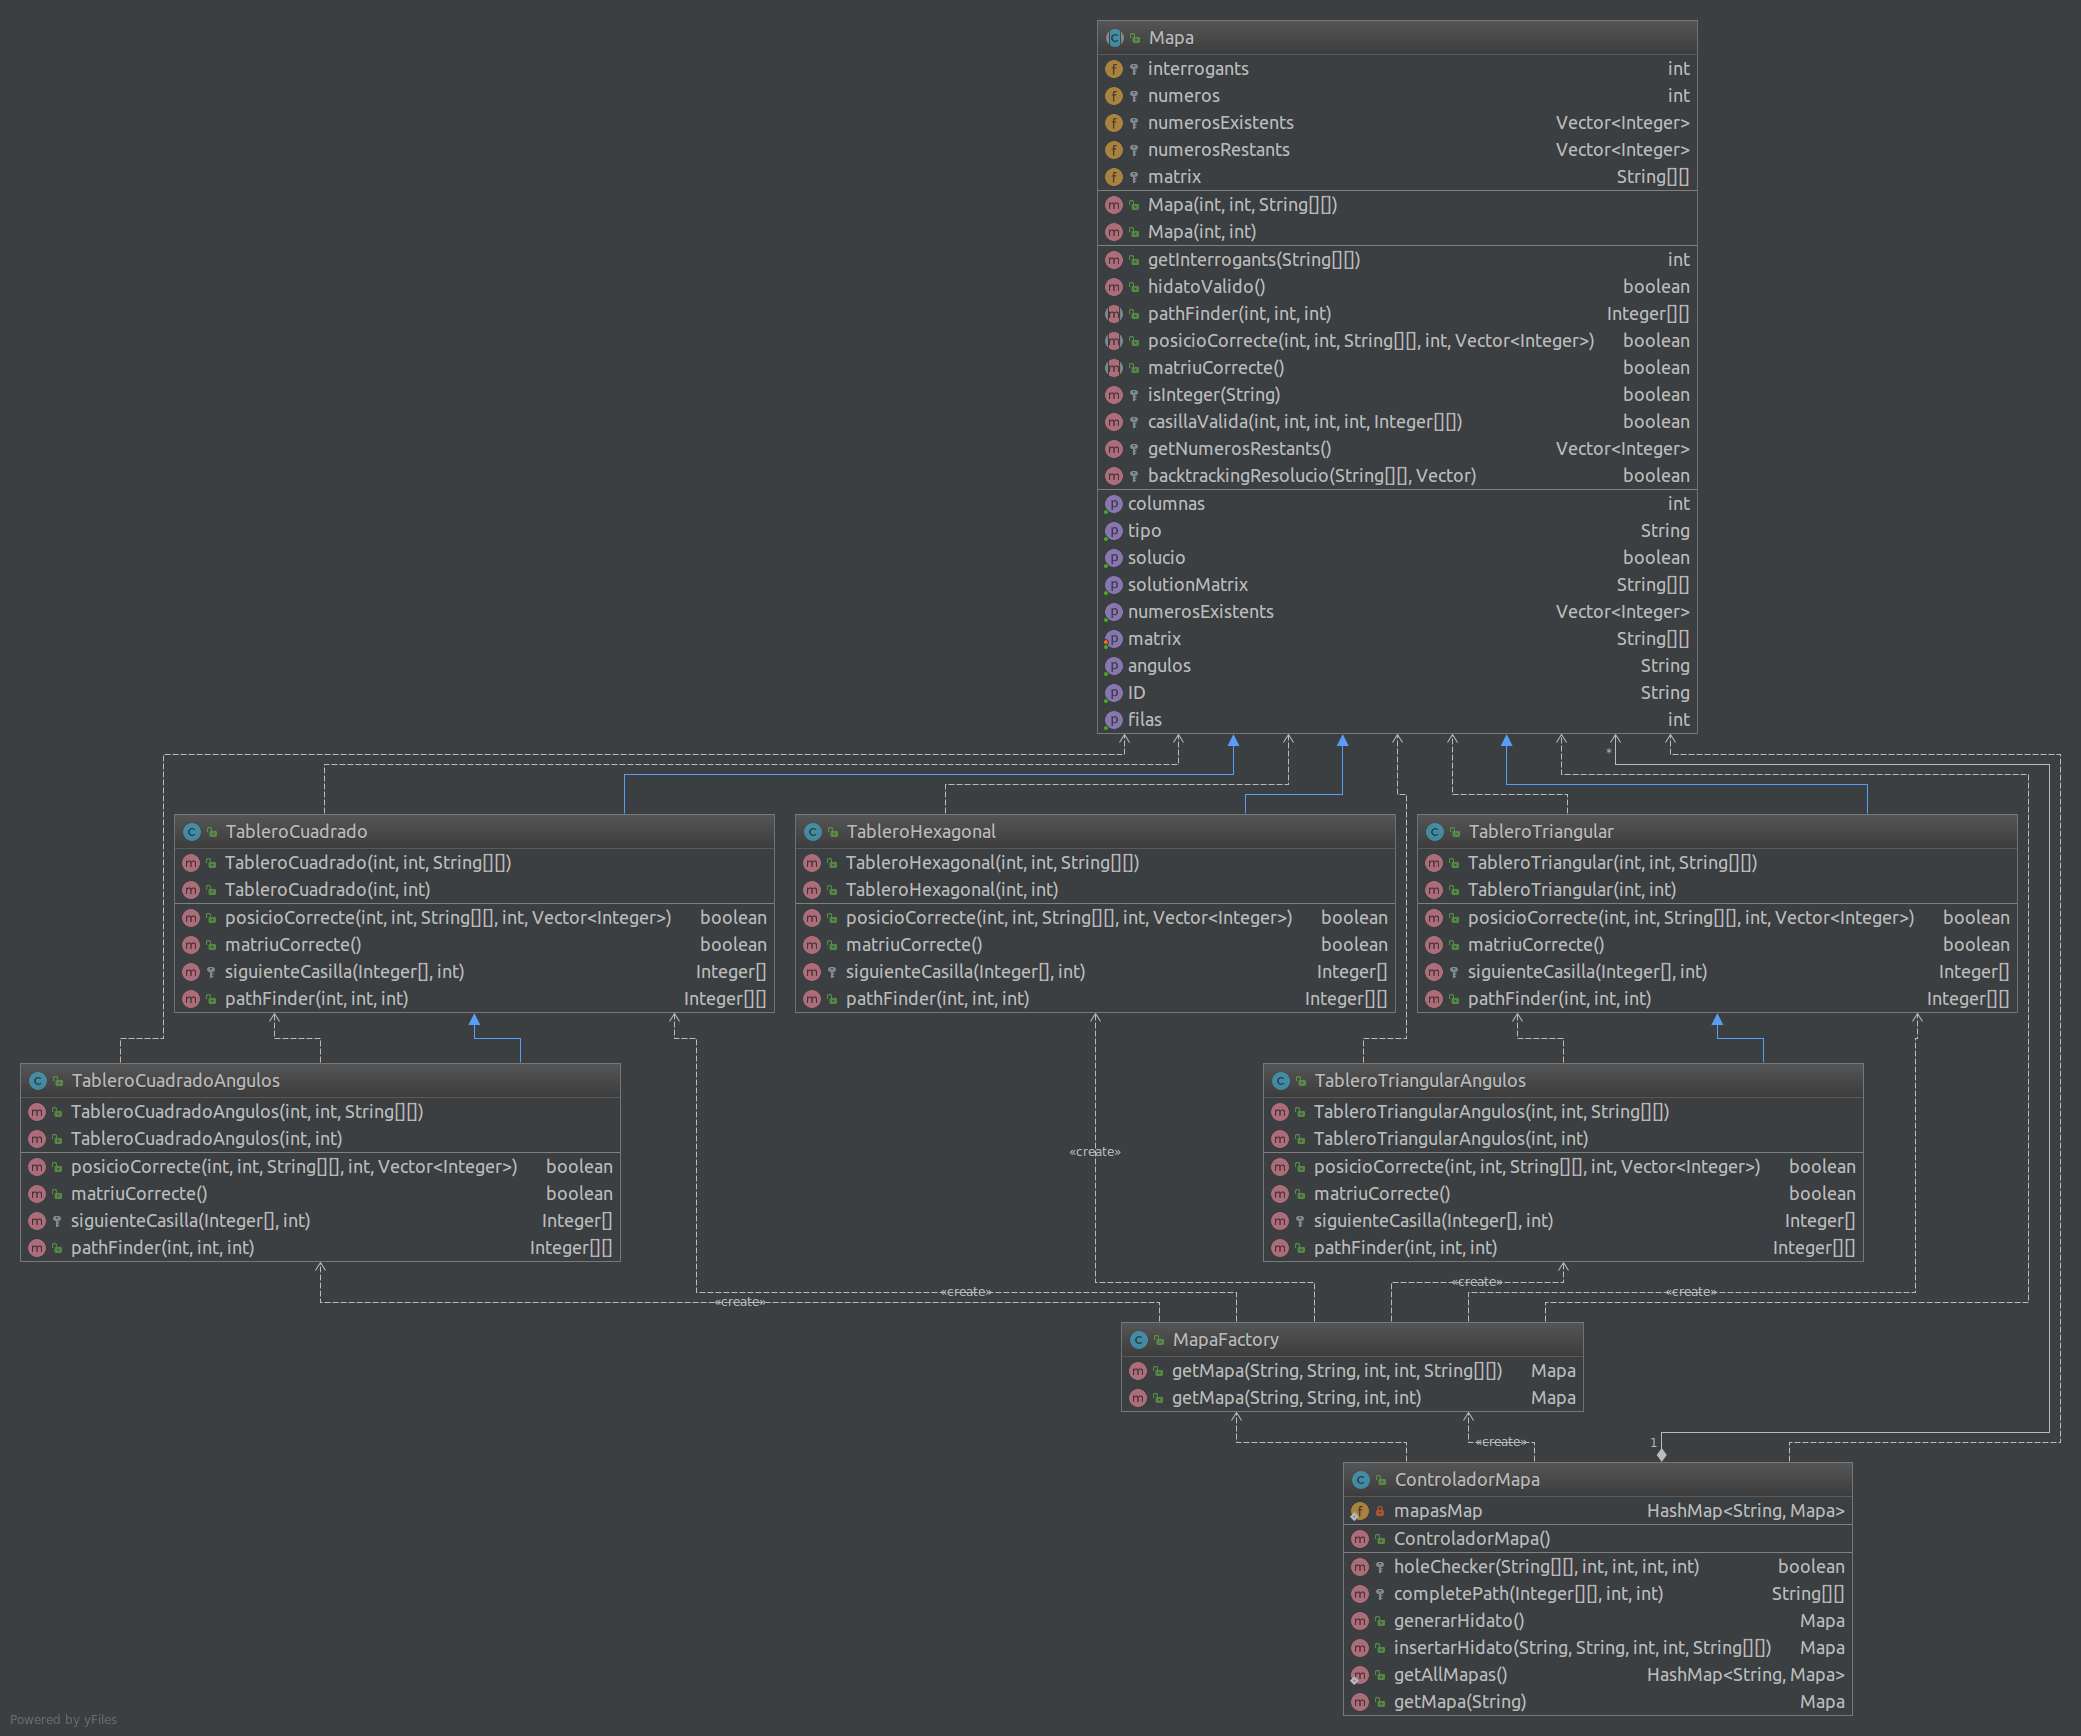 Mapa
interrogants int
numeros int
numerosExistents Vector<Integer>
numerosRestants Vector<Integer>
matrix String[][]
Mapa(int, int, String[][])
Mapa(int, int)
getInterrogants(String[][]) int
hidatoValido() boolean
pathFinder(int, int, int) Integer[][]
posicioCorrecte(int, int, String[][], int, Vector<Integer>) boolean
matriuCorrecte() boolean
isInteger(String) boolean
casillaValida(int, int, int, int, Integer[][]) boolean
getNumerosRestants() Vector<Integer>
backtrackingResolucio(String[][], Vector) boolean
columnas int
tipo String
solucio boolean
solutionMatrix String[][]
numerosExistents Vector<Integer>
matrix String[][]
angulos String
ID String
filas int
*
TableroCuadrado
TableroCuadrado(int, int, String[][])
TableroCuadrado(int, int)
posicioCorrecte(int, int, String[][], int, Vector<Integer>) boolean
matriuCorrecte() boolean
siguienteCasilla(Integer[], int) Integer[]
pathFinder(int, int, int) Integer[][]
TableroHexagonal
TableroHexagonal(int, int, String[][])
TableroHexagonal(int, int)
posicioCorrecte(int, int, String[][], int, Vector<Integer>) boolean
matriuCorrecte() boolean
siguienteCasilla(Integer[], int) Integer[]
pathFinder(int, int, int) Integer[][]
TableroTriangular
TableroTriangular(int, int, String[][])
TableroTriangular(int, int)
posicioCorrecte(int, int, String[][], int, Vector<Integer>) boolean
matriuCorrecte() boolean
siguienteCasilla(Integer[], int) Integer[]
pathFinder(int, int, int) Integer[][]
TableroCuadradoAngulos
TableroCuadradoAngulos(int, int, String[][])
TableroCuadradoAngulos(int, int)
posicioCorrecte(int, int, String[][], int, Vector<Integer>) boolean
matriuCorrecte() boolean
siguienteCasilla(Integer[], int) Integer[]
pathFinder(int, int, int) Integer[][]
«create»
TableroTriangularAngulos
TableroTriangularAngulos(int, int, String[][])
TableroTriangularAngulos(int, int)
posicioCorrecte(int, int, String[][], int, Vector<Integer>) boolean
matriuCorrecte() boolean
siguienteCasilla(Integer[], int) Integer[]
pathFinder(int, int, int) Integer[][]
«create»
«create»
«create»
«create»
MapaFactory
getMapa(String, String, int, int, String[][]) Mapa
getMapa(String, String, int, int) Mapa
«create»
1
ControladorMapa
mapasMap HashMap<String, Mapa>
ControladorMapa()
holeChecker(String[][], int, int, int, int) boolean
completePath(Integer[][], int, int) String[][]
generarHidato() Mapa
insertarHidato(String, String, int, int, String[][]) Mapa
getAllMapas() HashMap<String, Mapa>
getMapa(String) Mapa
Powered by yFiles